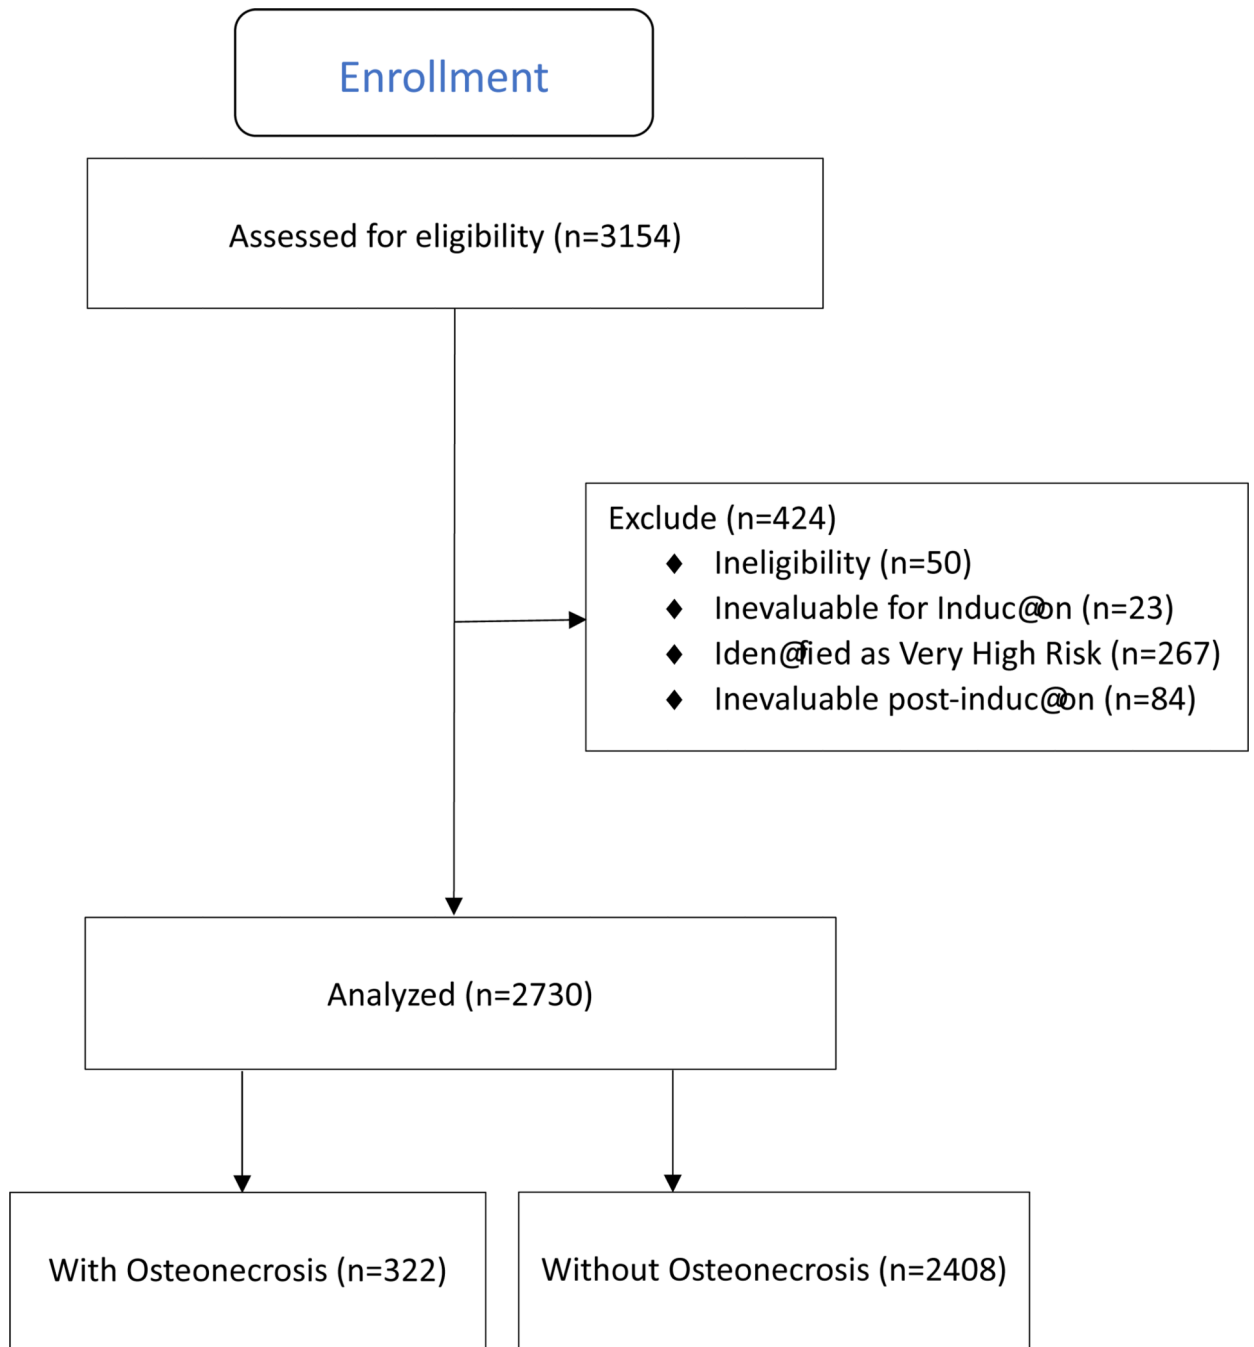 Enrollment
Assessed for eligibility (n=3154)
Exclude (n=424)
♦ Ineligibility (n=50)
♦ Inevaluable for Induc@on (n=23)
♦ Iden@fied as Very High Risk (n=267)
♦ Inevaluable post-induc@on (n=84)
Analyzed (n=2730)
With Osteonecrosis (n=322)
Without Osteonecrosis (n=2408)